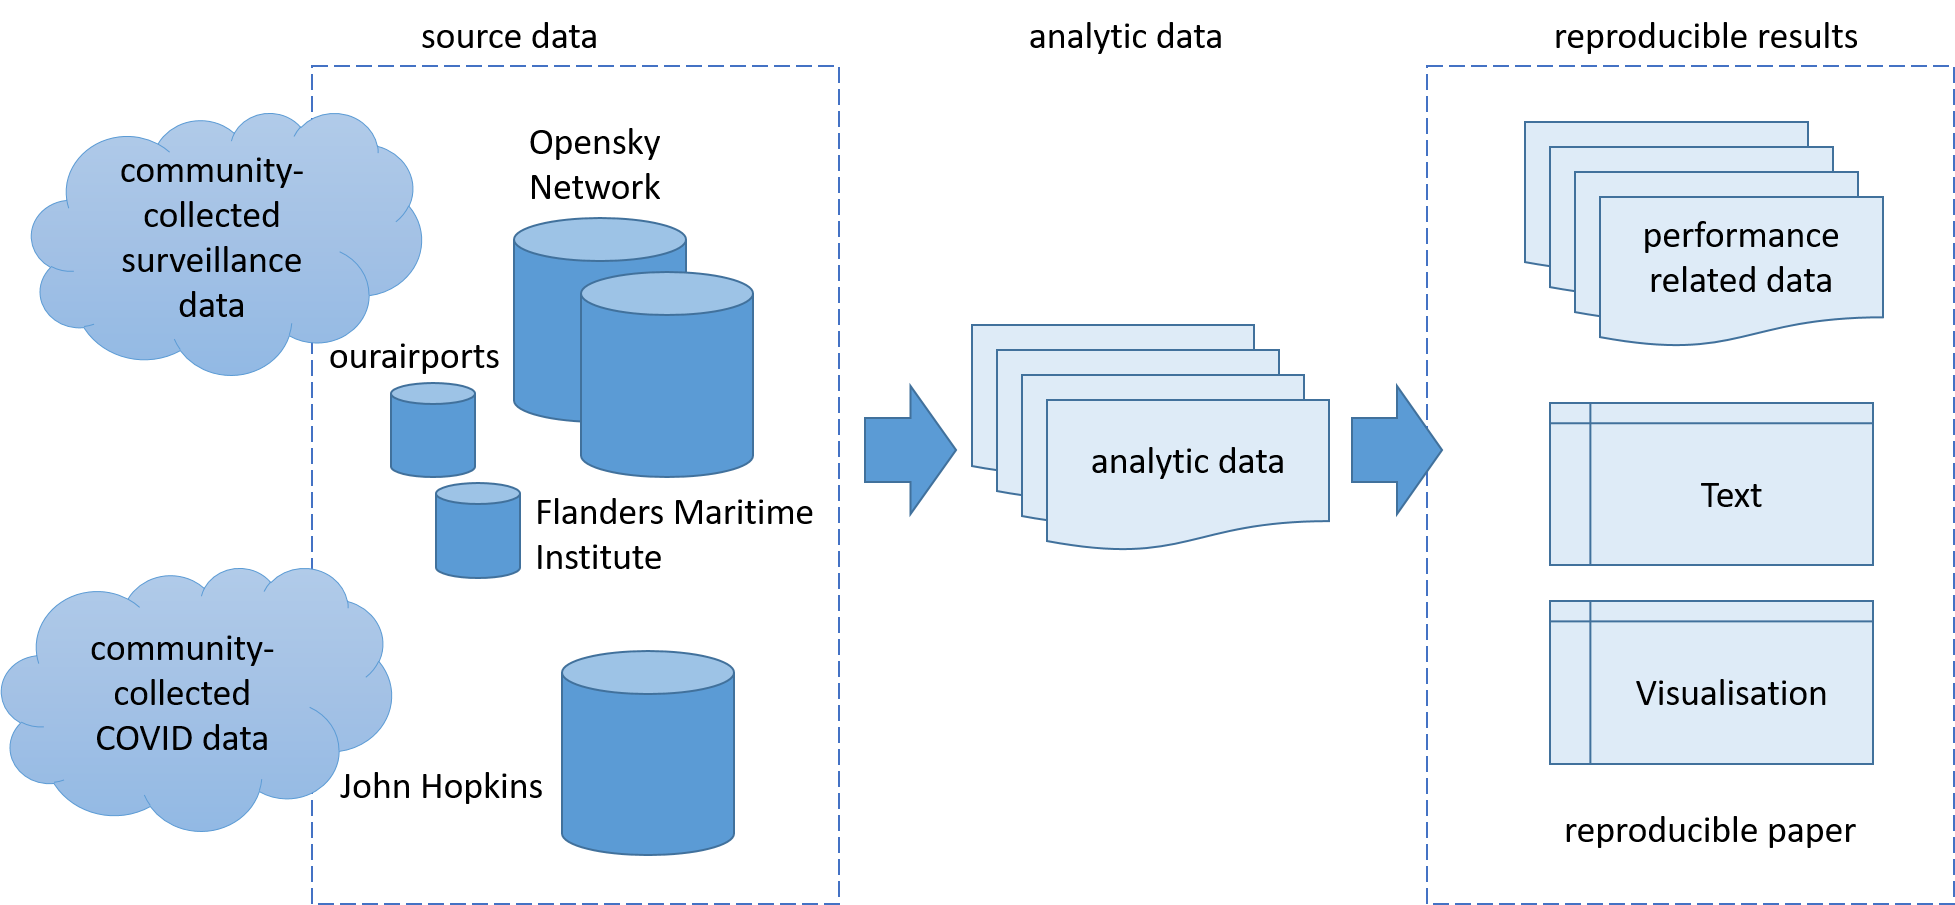 source data
analytic data
reproducible results
community-
collected
surveillance
data
Opensky
Network
ourairports
Flanders Maritime
Institute
community-
collected
COVID data
John Hopkins
analytic data
performance
related data
Text
Visualisation
reproducible paper